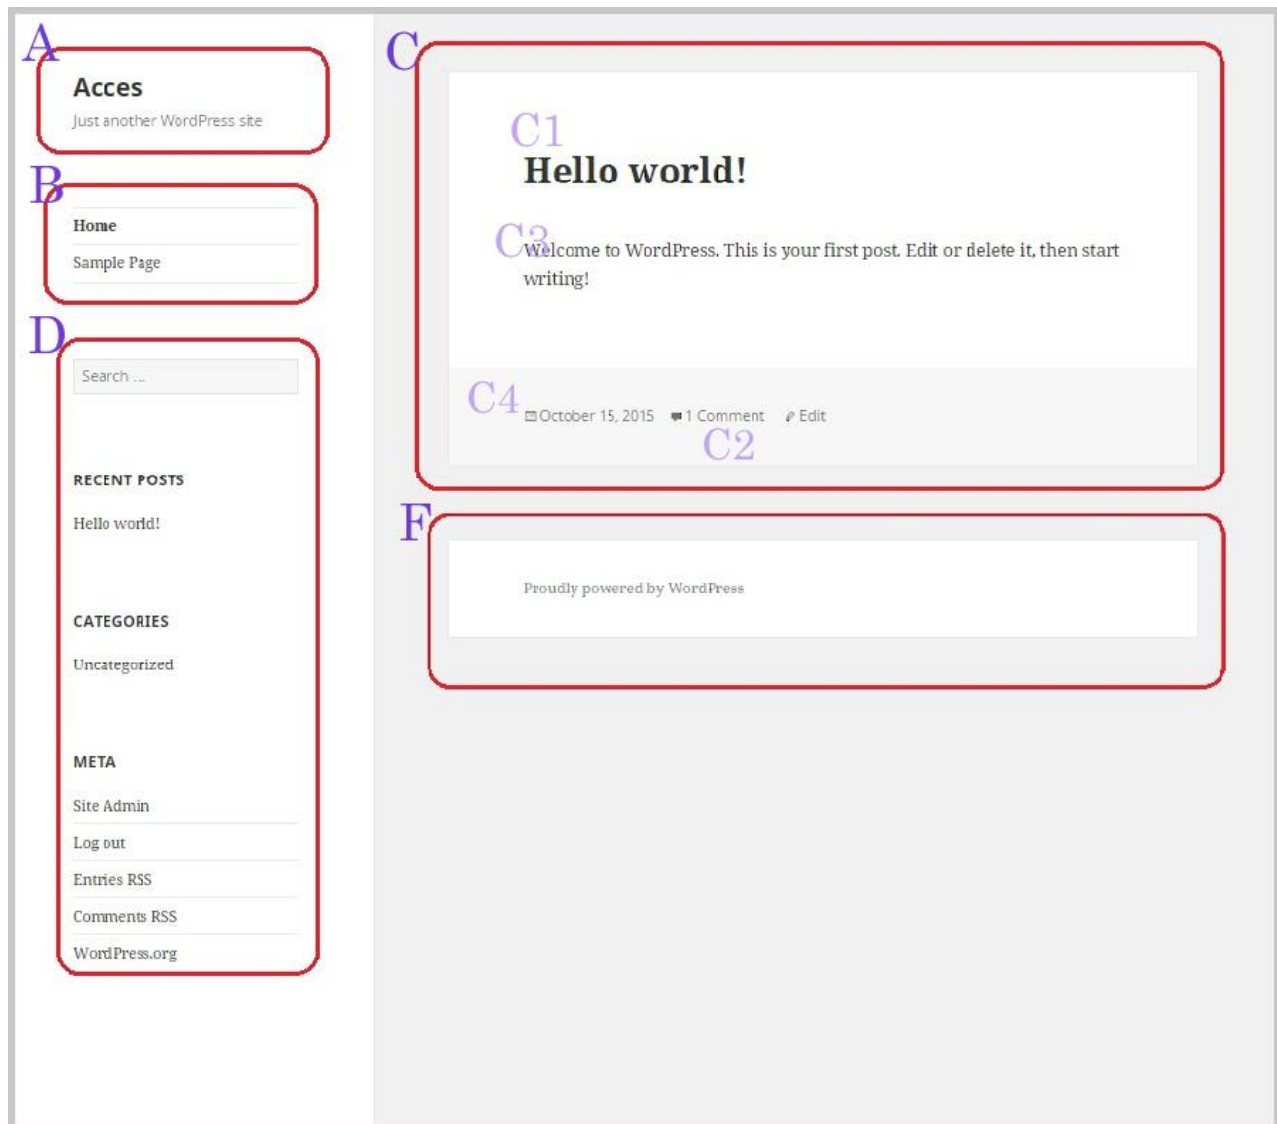 A
Acces
Just another WordPress site
B
Home
Sample Page
D
Search ...
RECENT POSTS
Hello world!
CATEGORIES
Uncategorized
META
Site Admin
Log out
Entries RSS
Comments RSS
WordPress.org
C
C1
Hello world!
C3
Welcome to WordPress. This is your first post. Edit or delete it, then start
writing!
C4
October 15, 2015 1 Comment Edit
C2
F
Proudly powered by WordPress